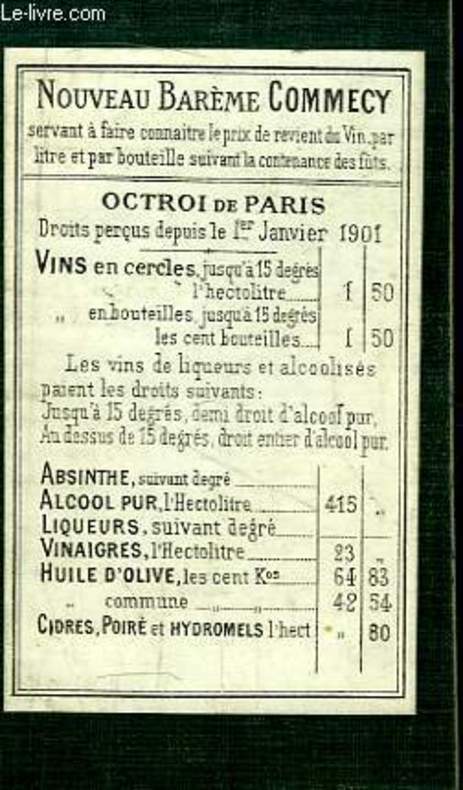 Le-livre.com
NOUVEAU BARÈME COMMECY
servant à faire connaitre le prix de revient du Vin, par
litre et par bouteille suivant la contenance des fûts.
OCTROI DE PARIS
Droits perçus depuis le 1er Janvier 1901
VINS en cercles, jusqu'à 15 degrés
l'hectolitre 1 50
„ en bouteilles, jusqu'à 15 degrés
les cent bouteilles 1 50
Les vins de liqueurs et alcoolisés
paient les droits suivants:
Jusqu'à 15 degrés, demi droit d'alcool pur,
Au dessus de 15 degrés, droit entier d'alcool pur.
ABSINTHE, suivant degré
ALCOOL PUR, l'Hectolitre 415 „
LIQUEURS, suivant degré
VINAIGRES, l'Hectolitre 23 „
HUILE D'OLIVE, les cent Kos 64 83
„ commune „ „ 42 54
CIDRES, POIRÉ et HYDROMELS l'hect „ 80